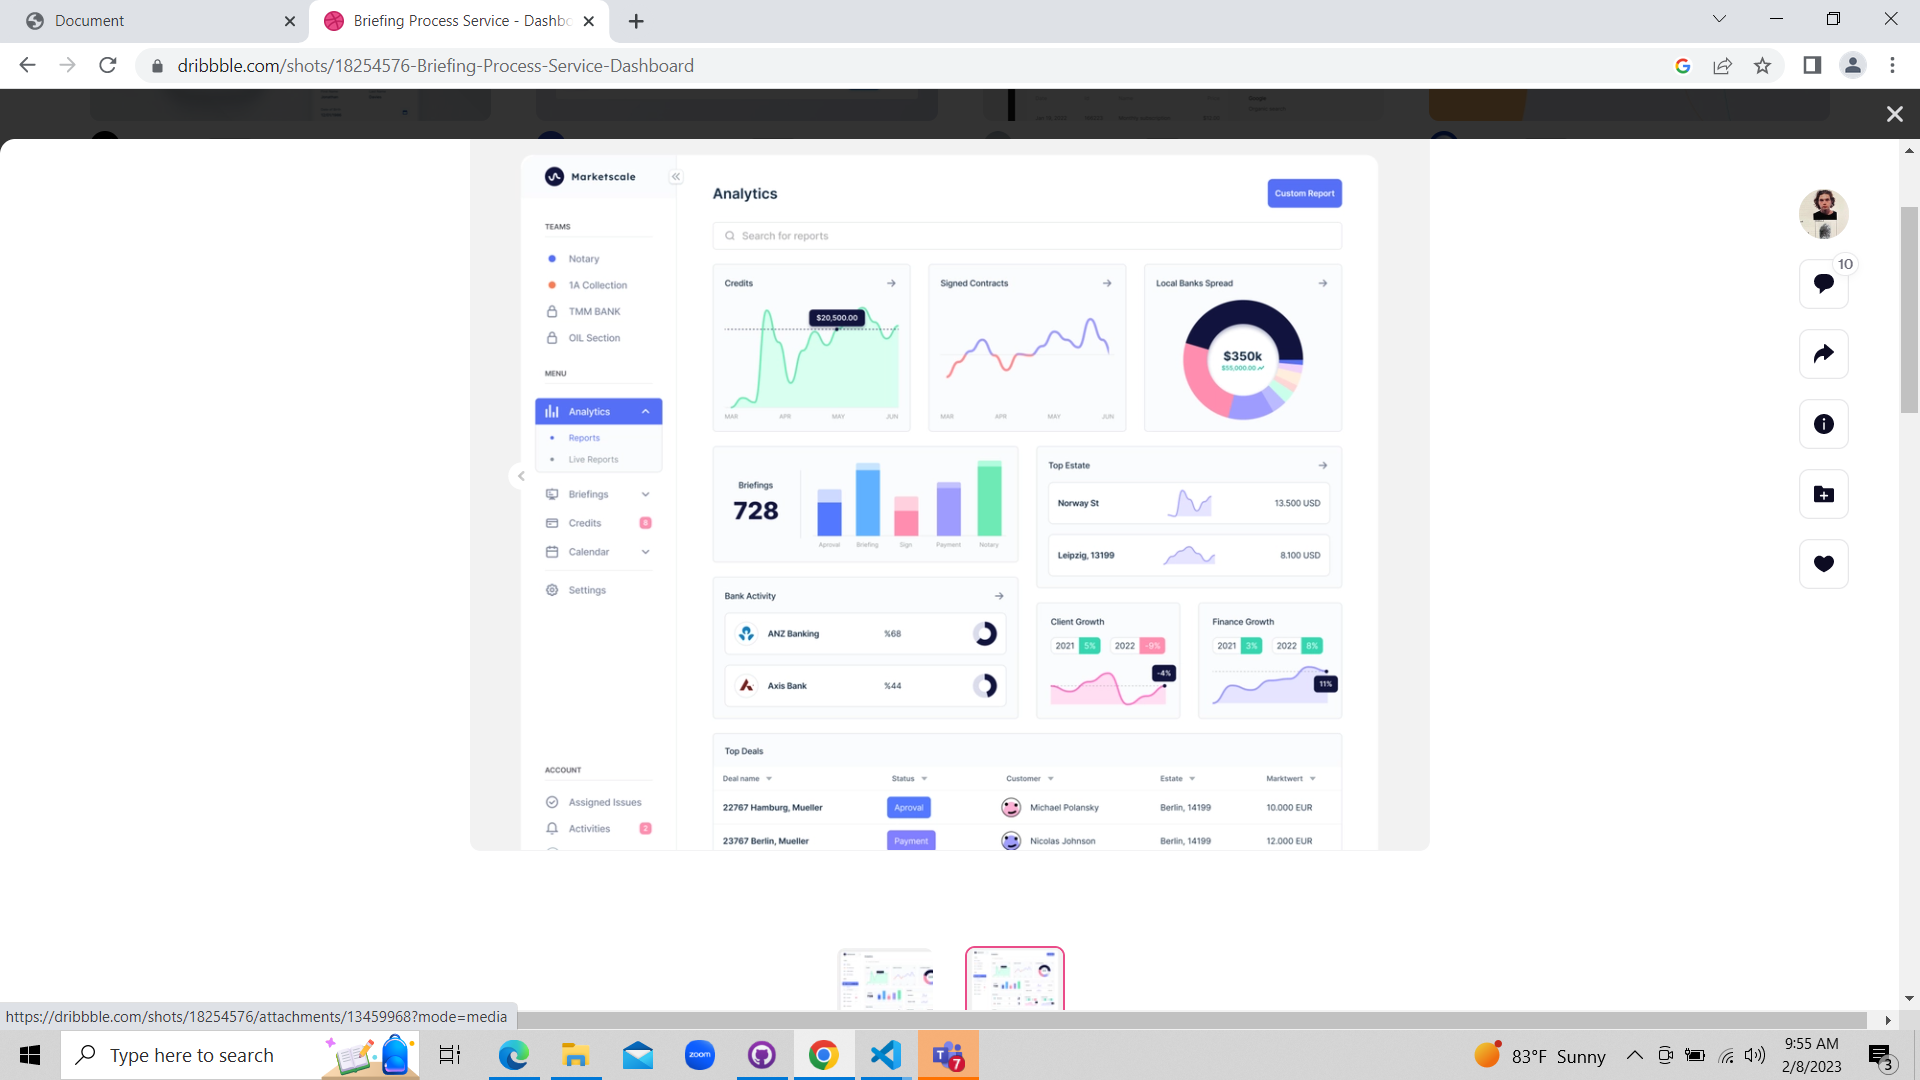 Document
Briefing Process Service - Dashb
dribbble.com/shots/18254576-Briefing-Process-Service-Dashboard
Marketscale
TEAMS
Notary
1A Collection
TMM BANK
OIL Section
MENU
Analytics
Reports
Live Reports
Briefings
Credits
8
Calendar
Settings
ACCOUNT
Assigned Issues
Activities
2
Analytics
Custom Report
Search for reports
Credits
$20,500.00
MAR APR MAY JUN
Signed Contracts
MAR APR MAY JUN
Local Banks Spread
$350k
$55,000.00
Briefings
728
Aproval Briefing Sign Payment Notary
Top Estate
Norway St 13.500 USD
Leipzig, 13199 8.100 USD
Bank Activity
ANZ Banking %68
Axis Bank %44
Client Growth
2021 5% 2022 -9%
-4%
Finance Growth
2021 3% 2022 8%
11%
Top Deals
Deal name Status Customer Estate Marktwert
22767 Hamburg, Mueller Aproval Michael Polansky Berlin, 14199 10.000 EUR
23767 Berlin, Mueller Payment Nicolas Johnson Berlin, 14199 12.000 EUR
10
https://dribbble.com/shots/18254576/attachments/13459968?mode=media
Type here to search
zoom
7
83°F Sunny
9:55 AM
2/8/2023
3